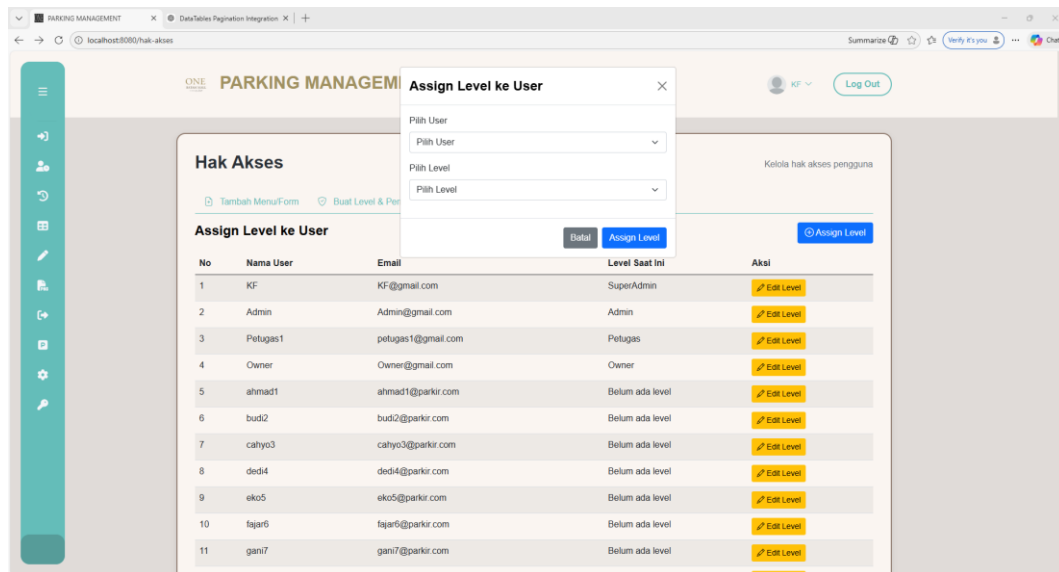 PARKING MANAGEMENT
DataTables Pagination Integration
localhost:8080/hak-akses
Summarize
Verify it's you
Chat
ONE
PARKING MANAGEM
KF
Log Out
Assign Level ke User
Pilih User
Pilih User
Pilih Level
Pilih Level
Batal
Assign Level
Hak Akses
Kelola hak akses pengguna
Tambah Menu/Form
Buat Level & Per
Assign Level ke User
Assign Level
No Nama User Email Level Saat Ini Aksi
1 KF KF@gmail.com SuperAdmin Edit Level
2 Admin Admin@gmail.com Admin Edit Level
3 Petugas1 petugas1@gmail.com Petugas Edit Level
4 Owner Owner@gmail.com Owner Edit Level
5 ahmad1 ahmad1@parkir.com Belum ada level Edit Level
6 budi2 budi2@parkir.com Belum ada level Edit Level
7 cahyo3 cahyo3@parkir.com Belum ada level Edit Level
8 dedi4 dedi4@parkir.com Belum ada level Edit Level
9 eko5 eko5@parkir.com Belum ada level Edit Level
10 fajar6 fajar6@parkir.com Belum ada level Edit Level
11 gani7 gani7@parkir.com Belum ada level Edit Level